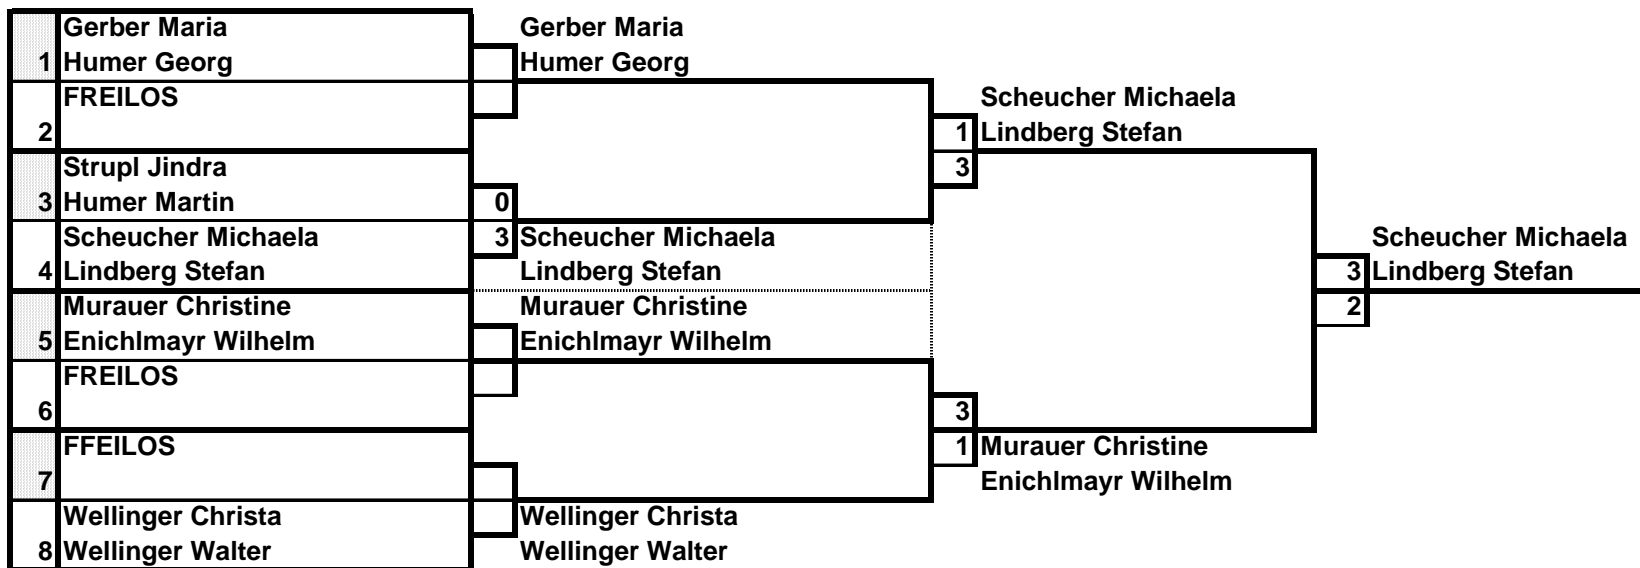 Gerber Maria Gerber Maria
1 Humer Georg Humer Georg
FREILOS Scheucher Michaela
2 1 Lindberg Stefan
Strupl Jindra 3
3 Humer Martin 0
Scheucher Michaela 3 Scheucher Michaela Scheucher Michaela
4 Lindberg Stefan Lindberg Stefan 3 Lindberg Stefan
Murauer Christine Murauer Christine 2
5 Enichlmayr Wilhelm Enichlmayr Wilhelm
FREILOS
6 3
FFEILOS 1 Murauer Christine
7 Enichlmayr Wilhelm
Wellinger Christa Wellinger Christa
8 Wellinger Walter Wellinger Walter